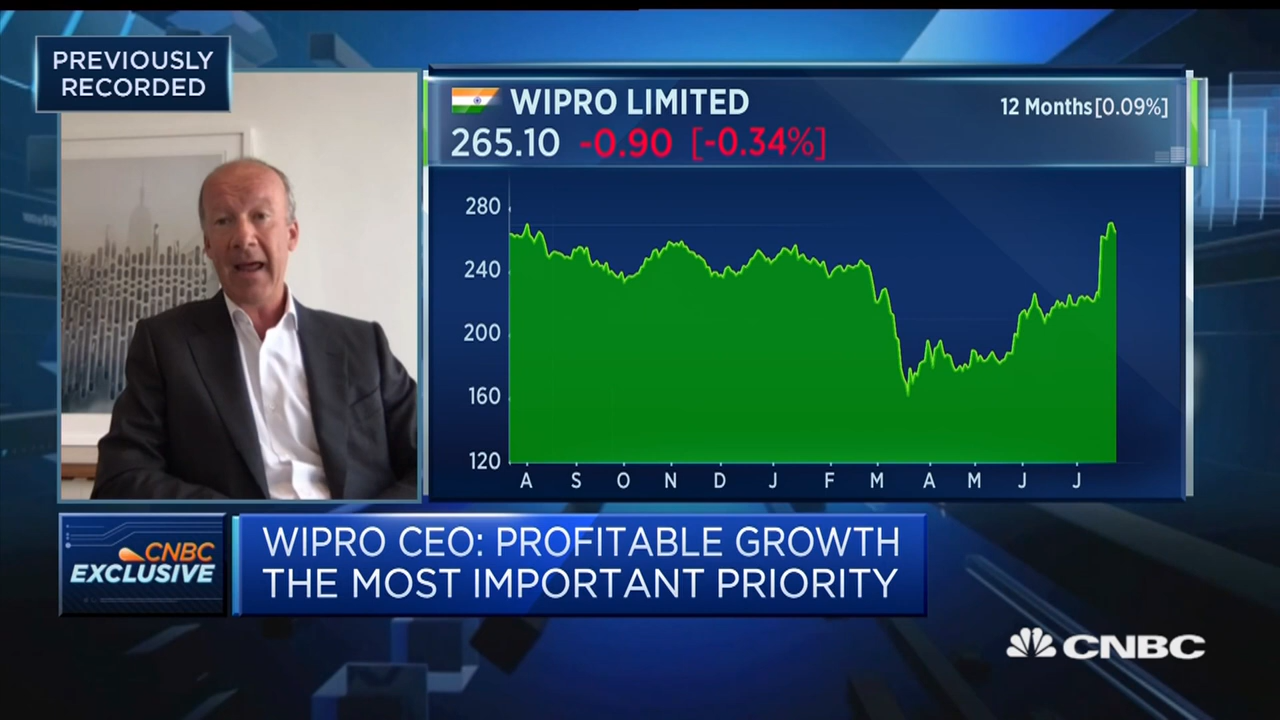 PREVIOUSLY
RECORDED
WIPRO LIMITED
12 Months[0.09%]
265.10 -0.90 [-0.34%]
280
240
200
160
120
A S O N D J F M A M J J
CNBC
EXCLUSIVE
WIPRO CEO: PROFITABLE GROWTH
THE MOST IMPORTANT PRIORITY
CNBC